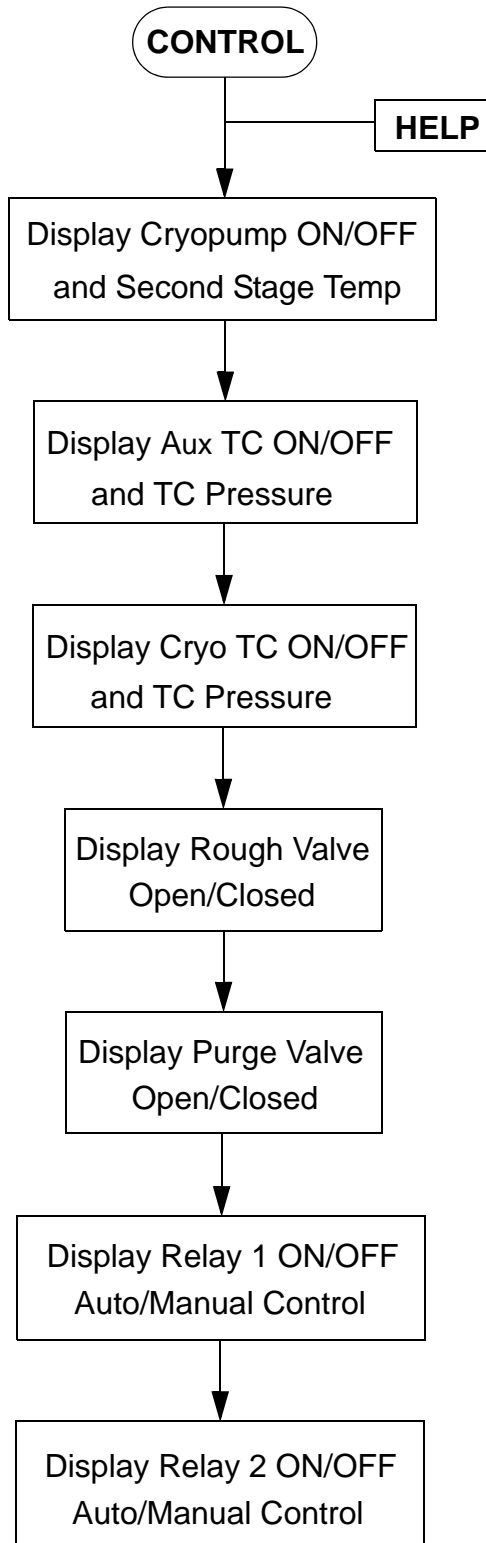 CONTROL
HELP
Display Cryopump ON/OFF
and Second Stage Temp
Display Aux TC ON/OFF
and TC Pressure
Display Cryo TC ON/OFF
and TC Pressure
Display Rough Valve
Open/Closed
Display Purge Valve
Open/Closed
Display Relay 1 ON/OFF
Auto/Manual Control
Display Relay 2 ON/OFF
Auto/Manual Control